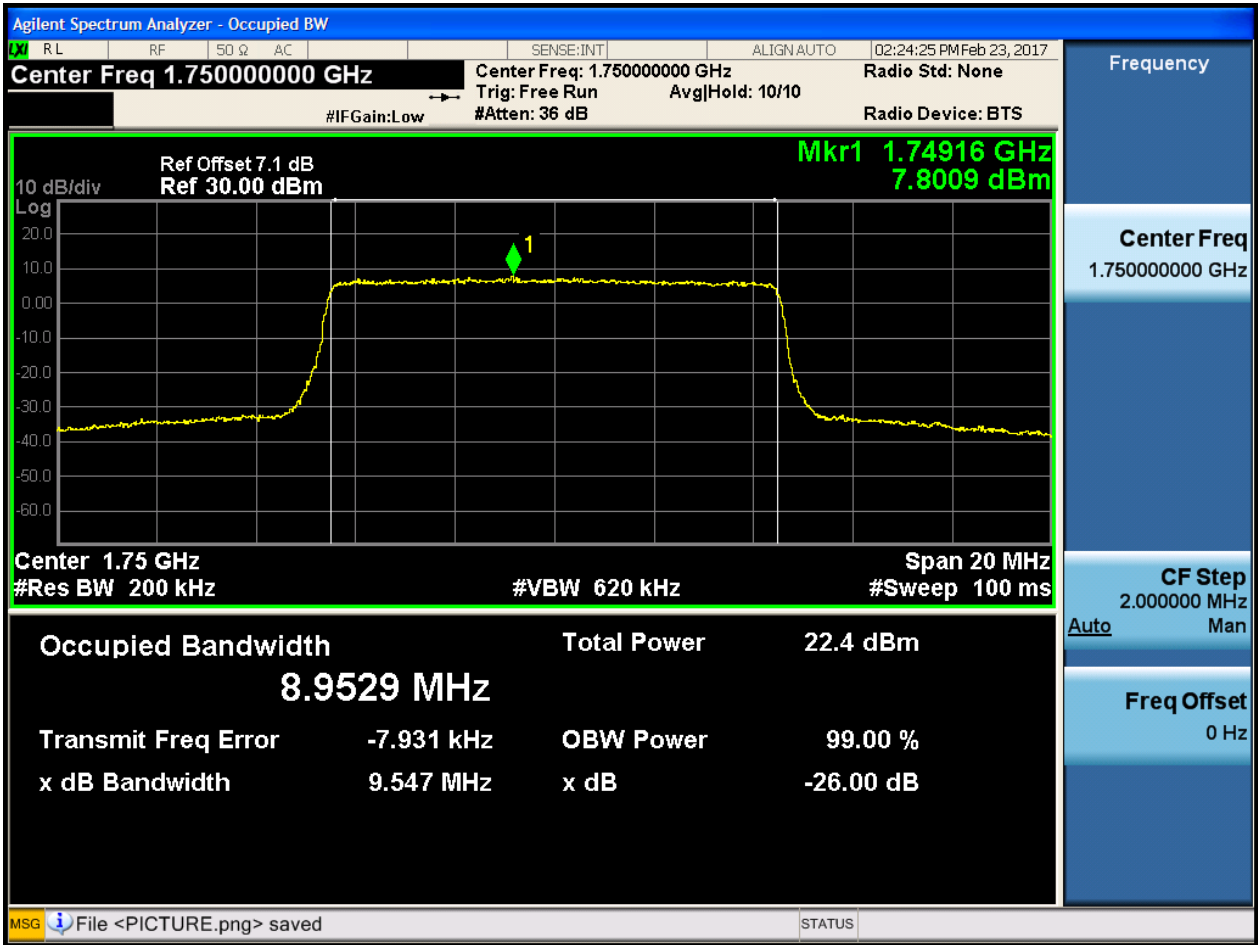 Agilent Spectrum Analyzer - Occupied BW
LXI RL RF 50 Ω AC SENSE:INT ALIGN AUTO 02:24:25 PM Feb 23, 2017
Center Freq 1.750000000 GHz
Center Freq: 1.750000000 GHz Radio Std: None
Trig: Free Run Avg|Hold: 10/10
#IFGain:Low #Atten: 36 dB Radio Device: BTS
Mkr1 1.74916 GHz
7.8009 dBm
Ref Offset 7.1 dB
10 dB/div Ref 30.00 dBm
Log
20.0
10.0
0.00
-10.0
-20.0
-30.0
-40.0
-50.0
-60.0
1
Center 1.75 GHz Span 20 MHz
#Res BW 200 kHz #VBW 620 kHz #Sweep 100 ms
Occupied Bandwidth Total Power 22.4 dBm
8.9529 MHz
Transmit Freq Error -7.931 kHz OBW Power 99.00 %
x dB Bandwidth 9.547 MHz x dB -26.00 dB
Frequency
Center Freq
1.750000000 GHz
CF Step
2.000000 MHz
Auto Man
Freq Offset
0 Hz
MSG File <PICTURE.png> saved STATUS